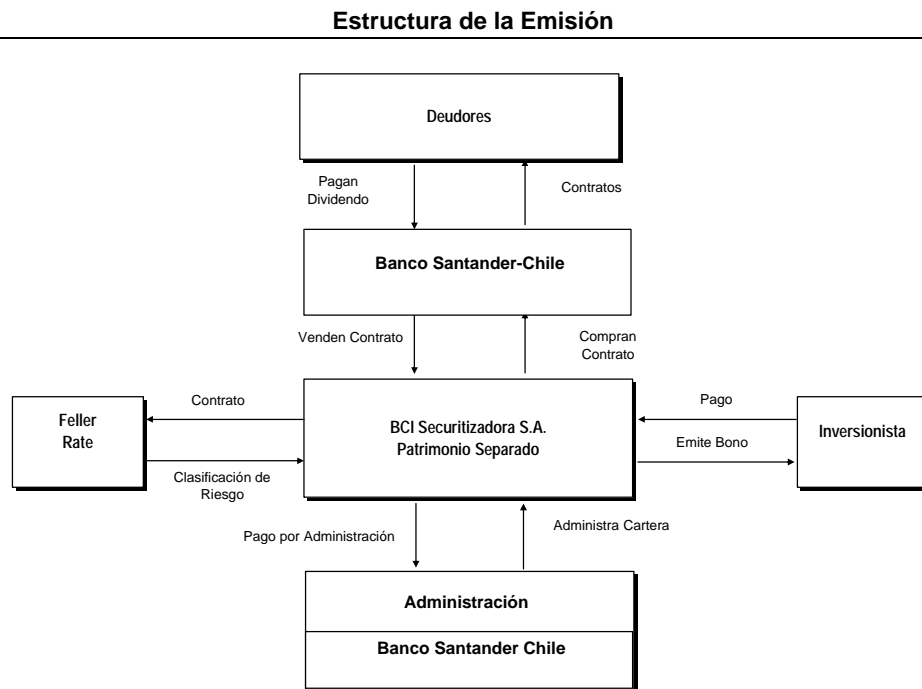 Estructura de la Emisión
Deudores
Pagan
Dividendo
Contratos
Banco Santander-Chile
Venden Contrato
Compran
Contrato
Feller
Rate
Contrato
Clasificación de
Riesgo
BCI Securitizadora S.A.
Patrimonio Separado
Pago
Emite Bono
Inversionista
Pago por Administración
Administra Cartera
Administración
Banco Santander Chile